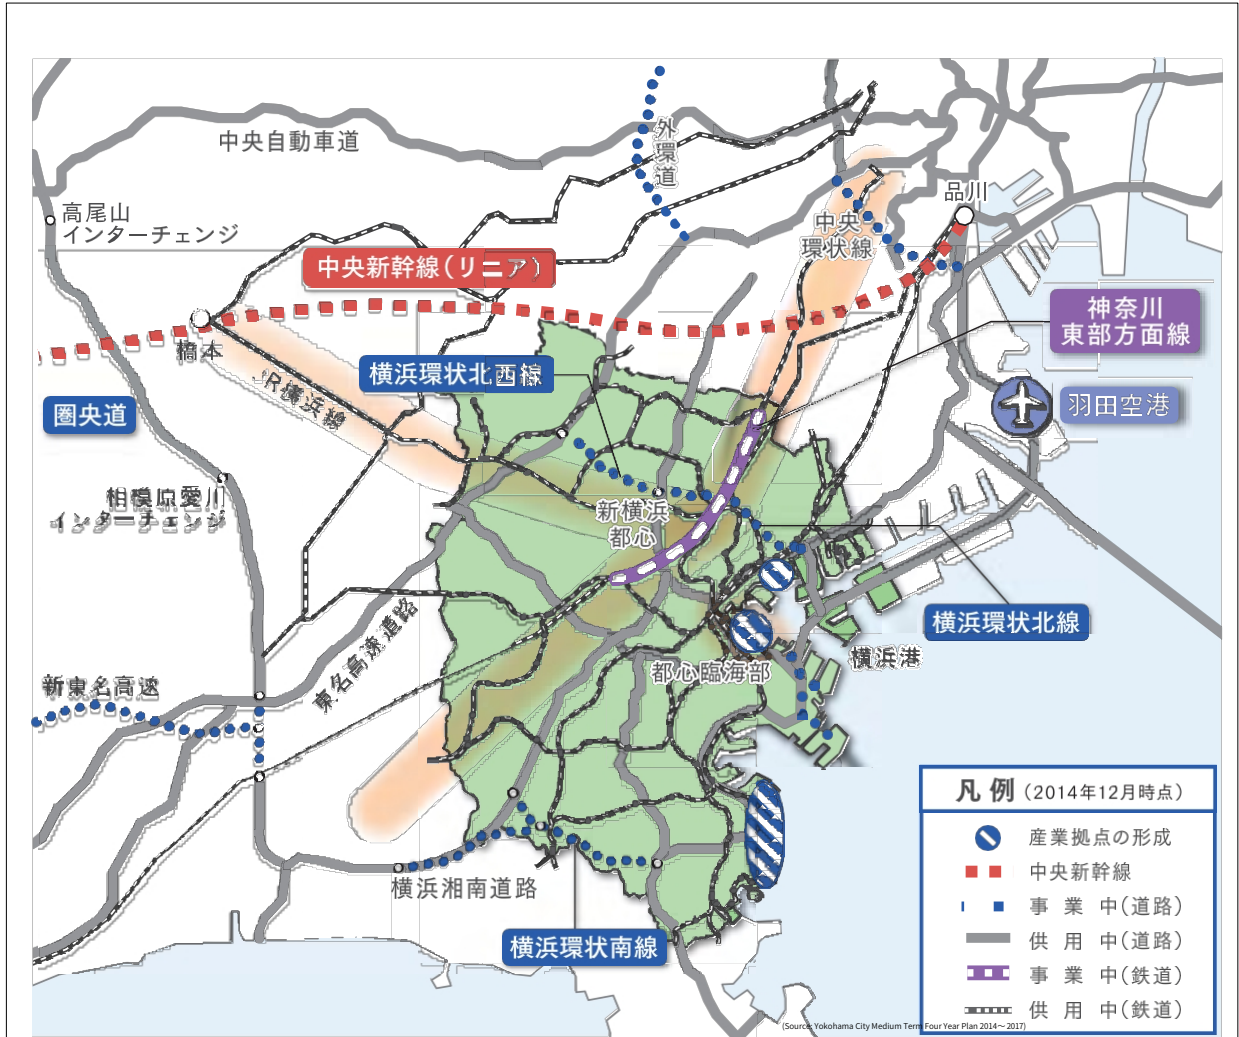 中央自動車道
外環道
高尾山
インターチェンジ
品川
中央
環状線
中央新幹線(リニア)
神奈川
東部方面線
橋本
横浜環状北西線
JR横浜線
圏央道
羽田空港
相模原愛川
インターチェンジ
新横浜
都心
東名高速道路
横浜環状北線
横浜港
都心臨海部
新東名高速
横浜湘南道路
横浜環状南線
凡例(2014年12月時点)
産業拠点の形成
中央新幹線
事業中(道路)
供用中(道路)
事業中(鉄道)
供用中(鉄道)
(Source: Yokohama City Medium Term Four Year Plan 2014~2017)